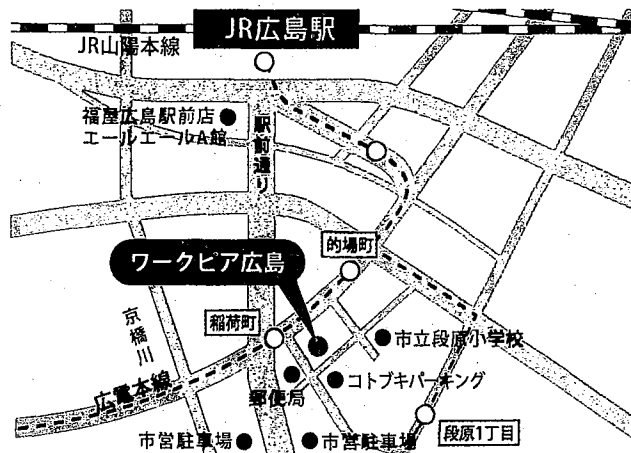 JR広島駅
JR山陽本線
福屋広島駅前店
エールエールA館
駅前通り
的場町
ワークピア広島
稲荷町
京橋川
市立段原小学校
広電本線
郵便局
コトブキパーキング
段原1丁目
市営駐車場
市営駐車場